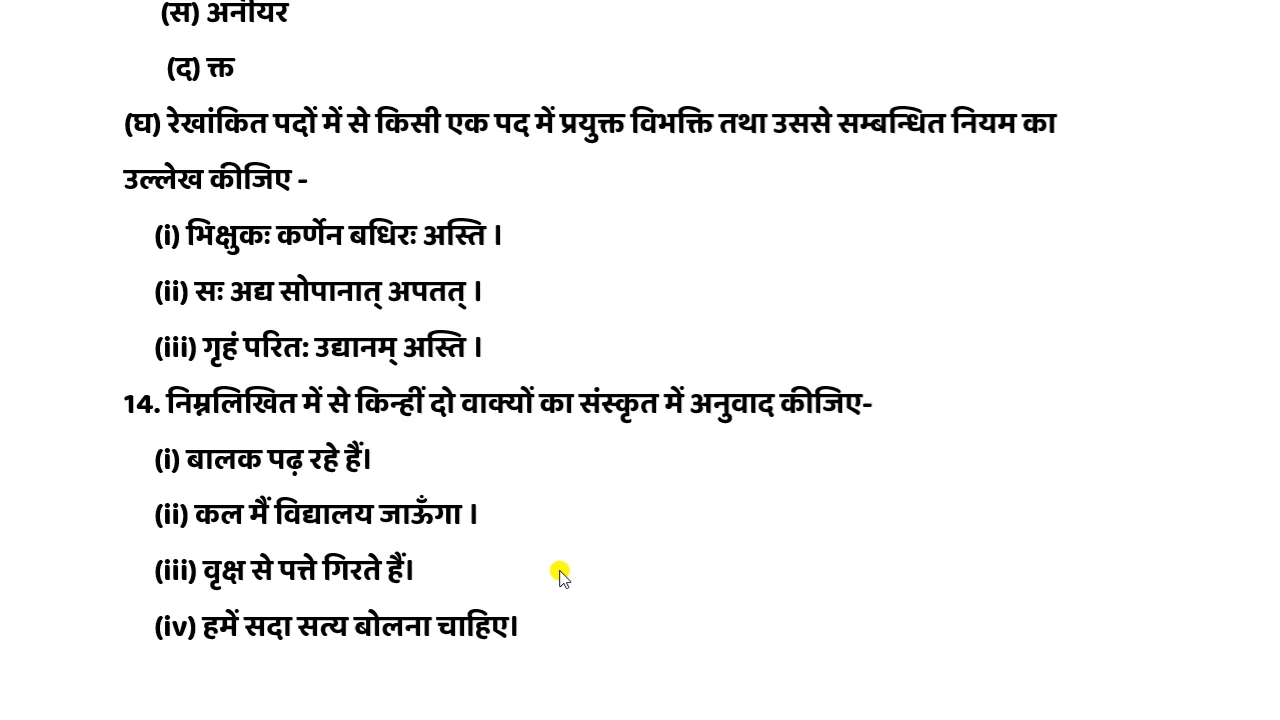 (स) अनीयर
(द) क्त
(घ) रेखांकित पदों में से किसी एक पद में प्रयुक्त विभक्ति तथा उससे सम्बन्धित नियम का
उल्लेख कीजिए -
(i) भिक्षुकः कर्णेन बधिरः अस्ति ।
(ii) सः अद्य सोपानात् अपतत् ।
(iii) गृहं परित: उद्यानम् अस्ति ।
14. निम्नलिखित में से किन्हीं दो वाक्यों का संस्कृत में अनुवाद कीजिए-
(i) बालक पढ़ रहे हैं।
(ii) कल मैं विद्यालय जाऊँगा ।
(iii) वृक्ष से पत्ते गिरते हैं।
(iv) हमें सदा सत्य बोलना चाहिए।